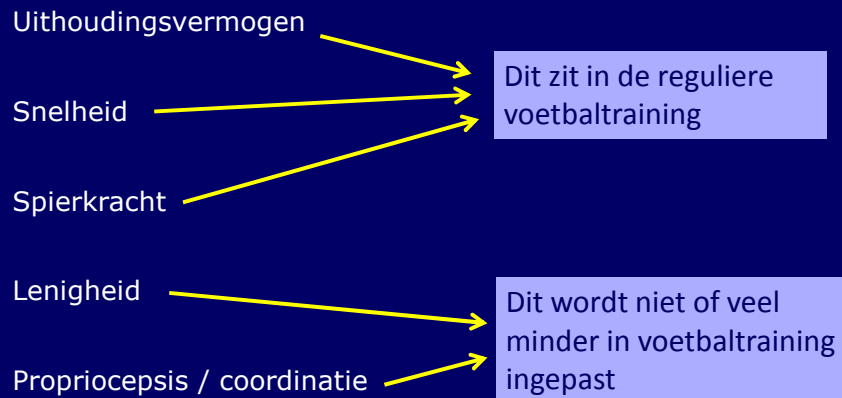 Uithoudingsvermogen
Snelheid
Spierkracht
Lenigheid
Propriocepsis / coordinatie
Dit zit in de reguliere
voetbaltraining
Dit wordt niet of veel
minder in voetbaltraining
ingepast